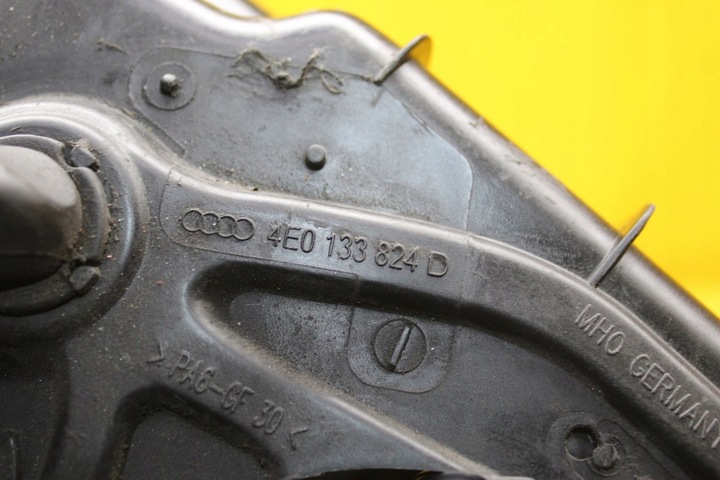 4E0 133 824 D
MHO GERMANY
>PA6-GF 30<